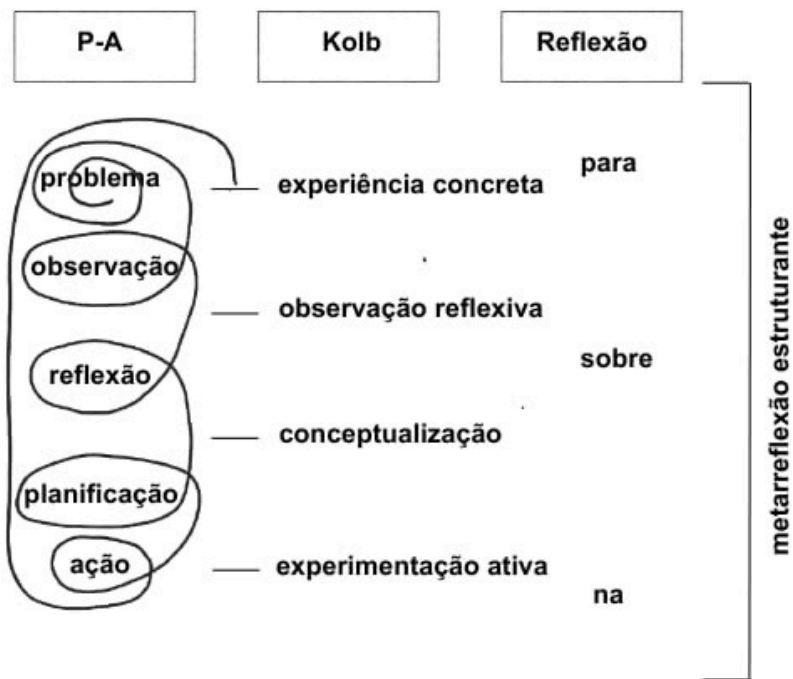 P-A
Kolb
Reflexão
problema
experiência concreta
para
observação
observação reflexiva
reflexão
sobre
conceptualização
planificação
ação
experimentação ativa
na
metarreflexão estruturante